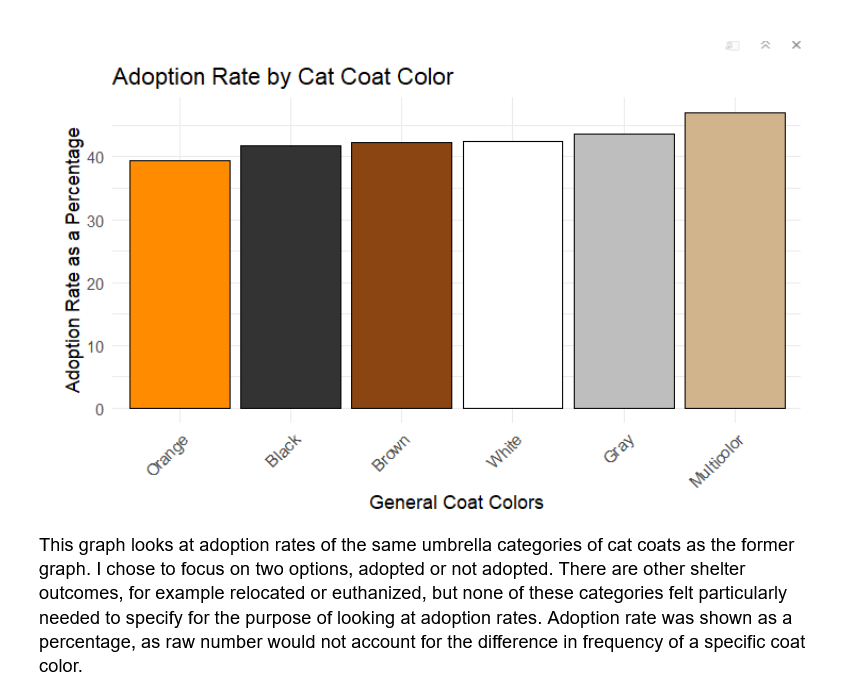 Adoption Rate by Cat Coat Color
Adoption Rate as a Percentage
40
30
20
10
0
Orange
Black
Brown
White
Gray
Multicolor
General Coat Colors
This graph looks at adoption rates of the same umbrella categories of cat coats as the former
graph. I chose to focus on two options, adopted or not adopted. There are other shelter
outcomes, for example relocated or euthanized, but none of these categories felt particularly
needed to specify for the purpose of looking at adoption rates. Adoption rate was shown as a
percentage, as raw number would not account for the difference in frequency of a specific coat
color.